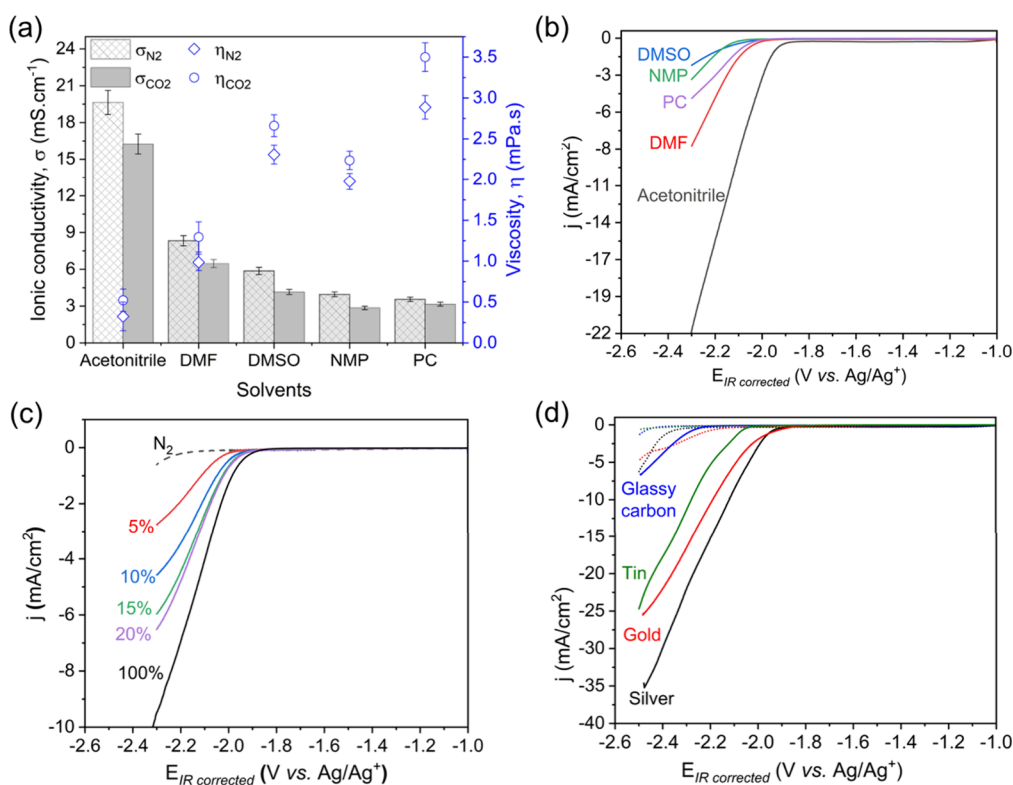 (a)
24
21
18
15
12
9
6
3
0
Ionic conductivity, σ (mS.cm⁻¹)
σN2
σCO2
ηN2
ηCO2
3.5
3.0
2.5
2.0
1.5
1.0
0.5
0.0
Viscosity, η (mPa.s)
Acetonitrile DMF DMSO NMP PC
Solvents
(b)
0
-3
-6
-8
-11
-14
-16
-19
-22
j (mA/cm²)
DMSO
NMP
PC
DMF
Acetonitrile
-2.6 -2.4 -2.2 -2.0 -1.8 -1.6 -1.4 -1.2 -1.0
E IR corrected (V vs. Ag/Ag⁺)
(c)
0
-2
-4
-6
-8
-10
j (mA/cm²)
N₂
5%
10%
15%
20%
100%
-2.6 -2.4 -2.2 -2.0 -1.8 -1.6 -1.4 -1.2 -1.0
E IR corrected (V vs. Ag/Ag⁺)
(d)
0
-5
-10
-15
-20
-25
-30
-35
-40
j (mA/cm²)
Glassy
carbon
Tin
Gold
Silver
-2.6 -2.4 -2.2 -2.0 -1.8 -1.6 -1.4 -1.2 -1.0
E IR corrected (V vs. Ag/Ag⁺)